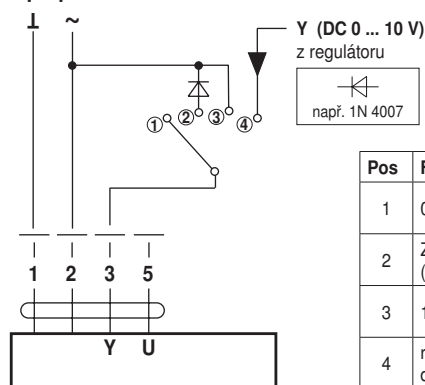 ⊥ ~
Y (DC 0 ... 10 V)
z regulátoru
např. 1N 4007
① ② ③ ④
1 2 3 5
Y U
Pos
1
2
3
4